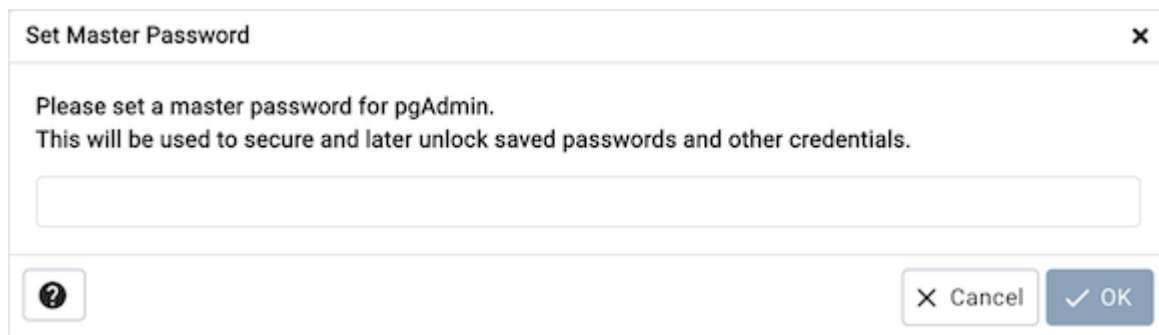 Set Master Password
Please set a master password for pgAdmin.
This will be used to secure and later unlock saved passwords and other credentials.
Cancel
OK